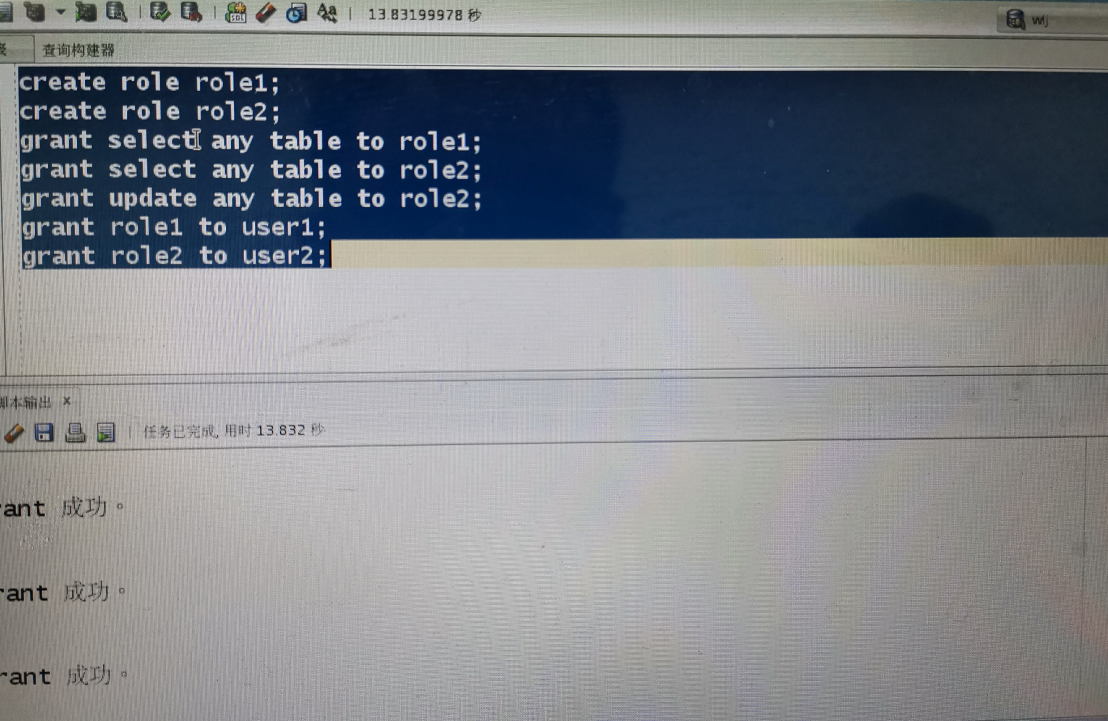 13.83199978 秒
wlj
查询构建器
create role role1;
create role role2;
grant select any table to role1;
grant select any table to role2;
grant update any table to role2;
grant role1 to user1;
grant role2 to user2;
脚本输出 x
任务已完成, 用时 13.832 秒
rant 成功。
rant 成功。
rant 成功。